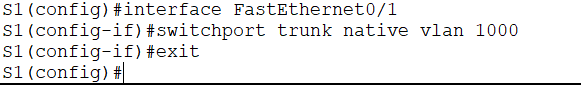 S1(config)#interface FastEthernet0/1
S1(config-if)#switchport trunk native vlan 1000
S1(config-if)#exit
S1(config)#